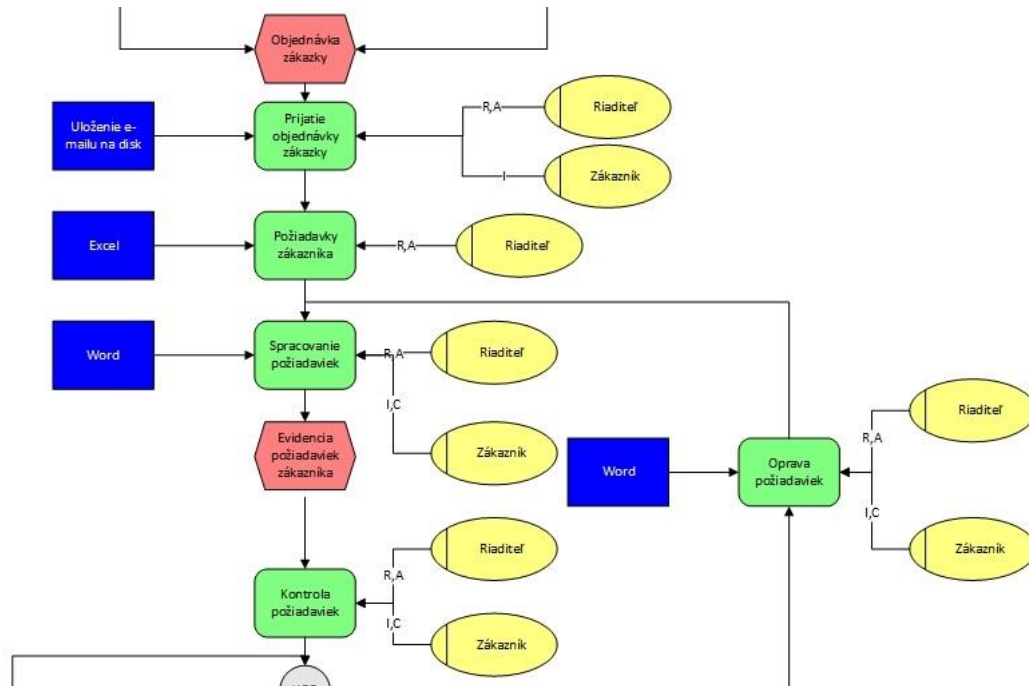 Objednávka
zákazky
Uloženie e-
mailu na disk
Prijatie
objednávky
zákazky
R,A
Riaditeľ
I
Zákazník
Excel
Požiadavky
zákazníka
R,A
Riaditeľ
Word
Spracovanie
požiadaviek
R,A
Riaditeľ
I,C
Zákazník
Evidencia
požiadaviek
zákazníka
Word
Oprava
požiadaviek
R,A
Riaditeľ
I,C
Zákazník
Kontrola
požiadaviek
R,A
Riaditeľ
I,C
Zákazník